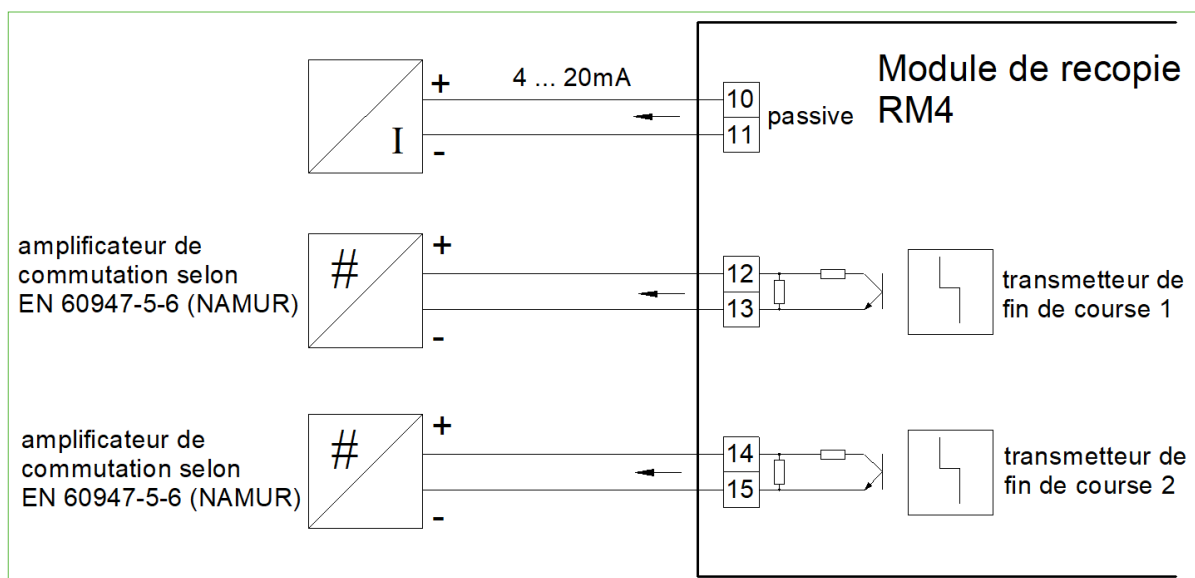 Module de recopie
RM4
+
4 ... 20mA
10
11
passive
I
-
amplificateur de
commutation selon
EN 60947-5-6 (NAMUR)
#
+
-
12
13
transmetteur de
fin de course 1
amplificateur de
commutation selon
EN 60947-5-6 (NAMUR)
#
+
-
14
15
transmetteur de
fin de course 2